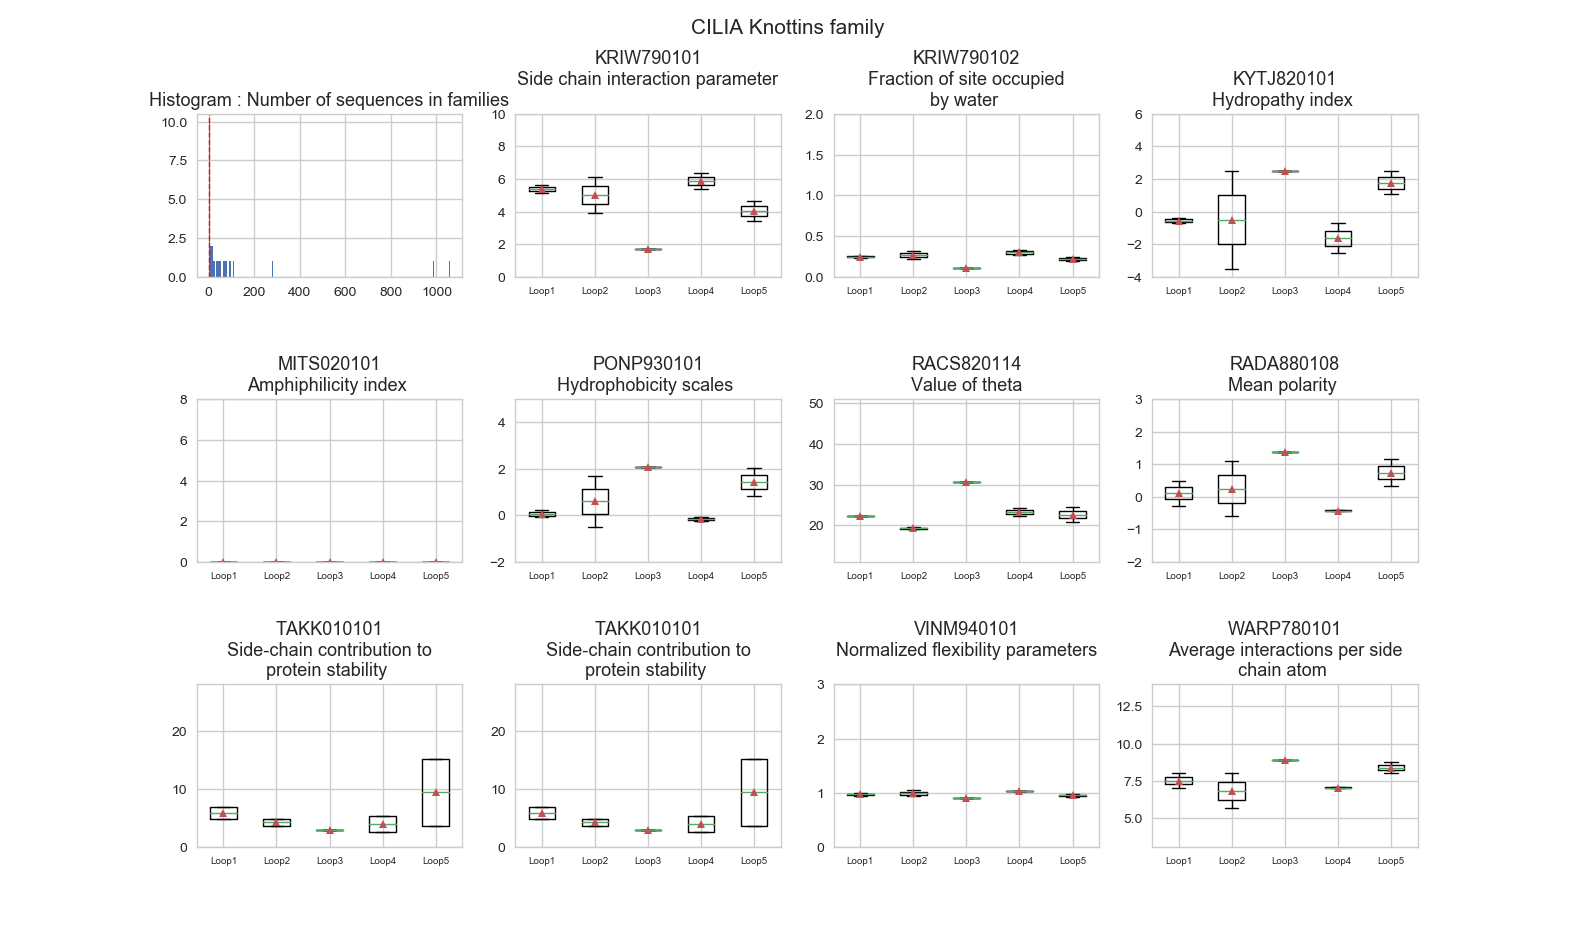 CILIA Knottins family
Histogram : Number of sequences in families
10.0
7.5
5.0
2.5
0.0
0 200 400 600 800 1000
KRIW790101
Side chain interaction parameter
10
8
6
4
2
0
Loop1 Loop2 Loop3 Loop4 Loop5
KRIW790102
Fraction of site occupied
by water
2.0
1.5
1.0
0.5
0.0
Loop1 Loop2 Loop3 Loop4 Loop5
KYTJ820101
Hydropathy index
6
4
2
0
−2
−4
Loop1 Loop2 Loop3 Loop4 Loop5
MITS020101
Amphiphilicity index
8
6
4
2
0
Loop1 Loop2 Loop3 Loop4 Loop5
PONP930101
Hydrophobicity scales
4
2
0
−2
Loop1 Loop2 Loop3 Loop4 Loop5
RACS820114
Value of theta
50
40
30
20
Loop1 Loop2 Loop3 Loop4 Loop5
RADA880108
Mean polarity
3
2
1
0
−1
−2
Loop1 Loop2 Loop3 Loop4 Loop5
TAKK010101
Side-chain contribution to
protein stability
20
10
0
Loop1 Loop2 Loop3 Loop4 Loop5
TAKK010101
Side-chain contribution to
protein stability
20
10
0
Loop1 Loop2 Loop3 Loop4 Loop5
VINM940101
Normalized flexibility parameters
3
2
1
0
Loop1 Loop2 Loop3 Loop4 Loop5
WARP780101
Average interactions per side
chain atom
12.5
10.0
7.5
5.0
Loop1 Loop2 Loop3 Loop4 Loop5